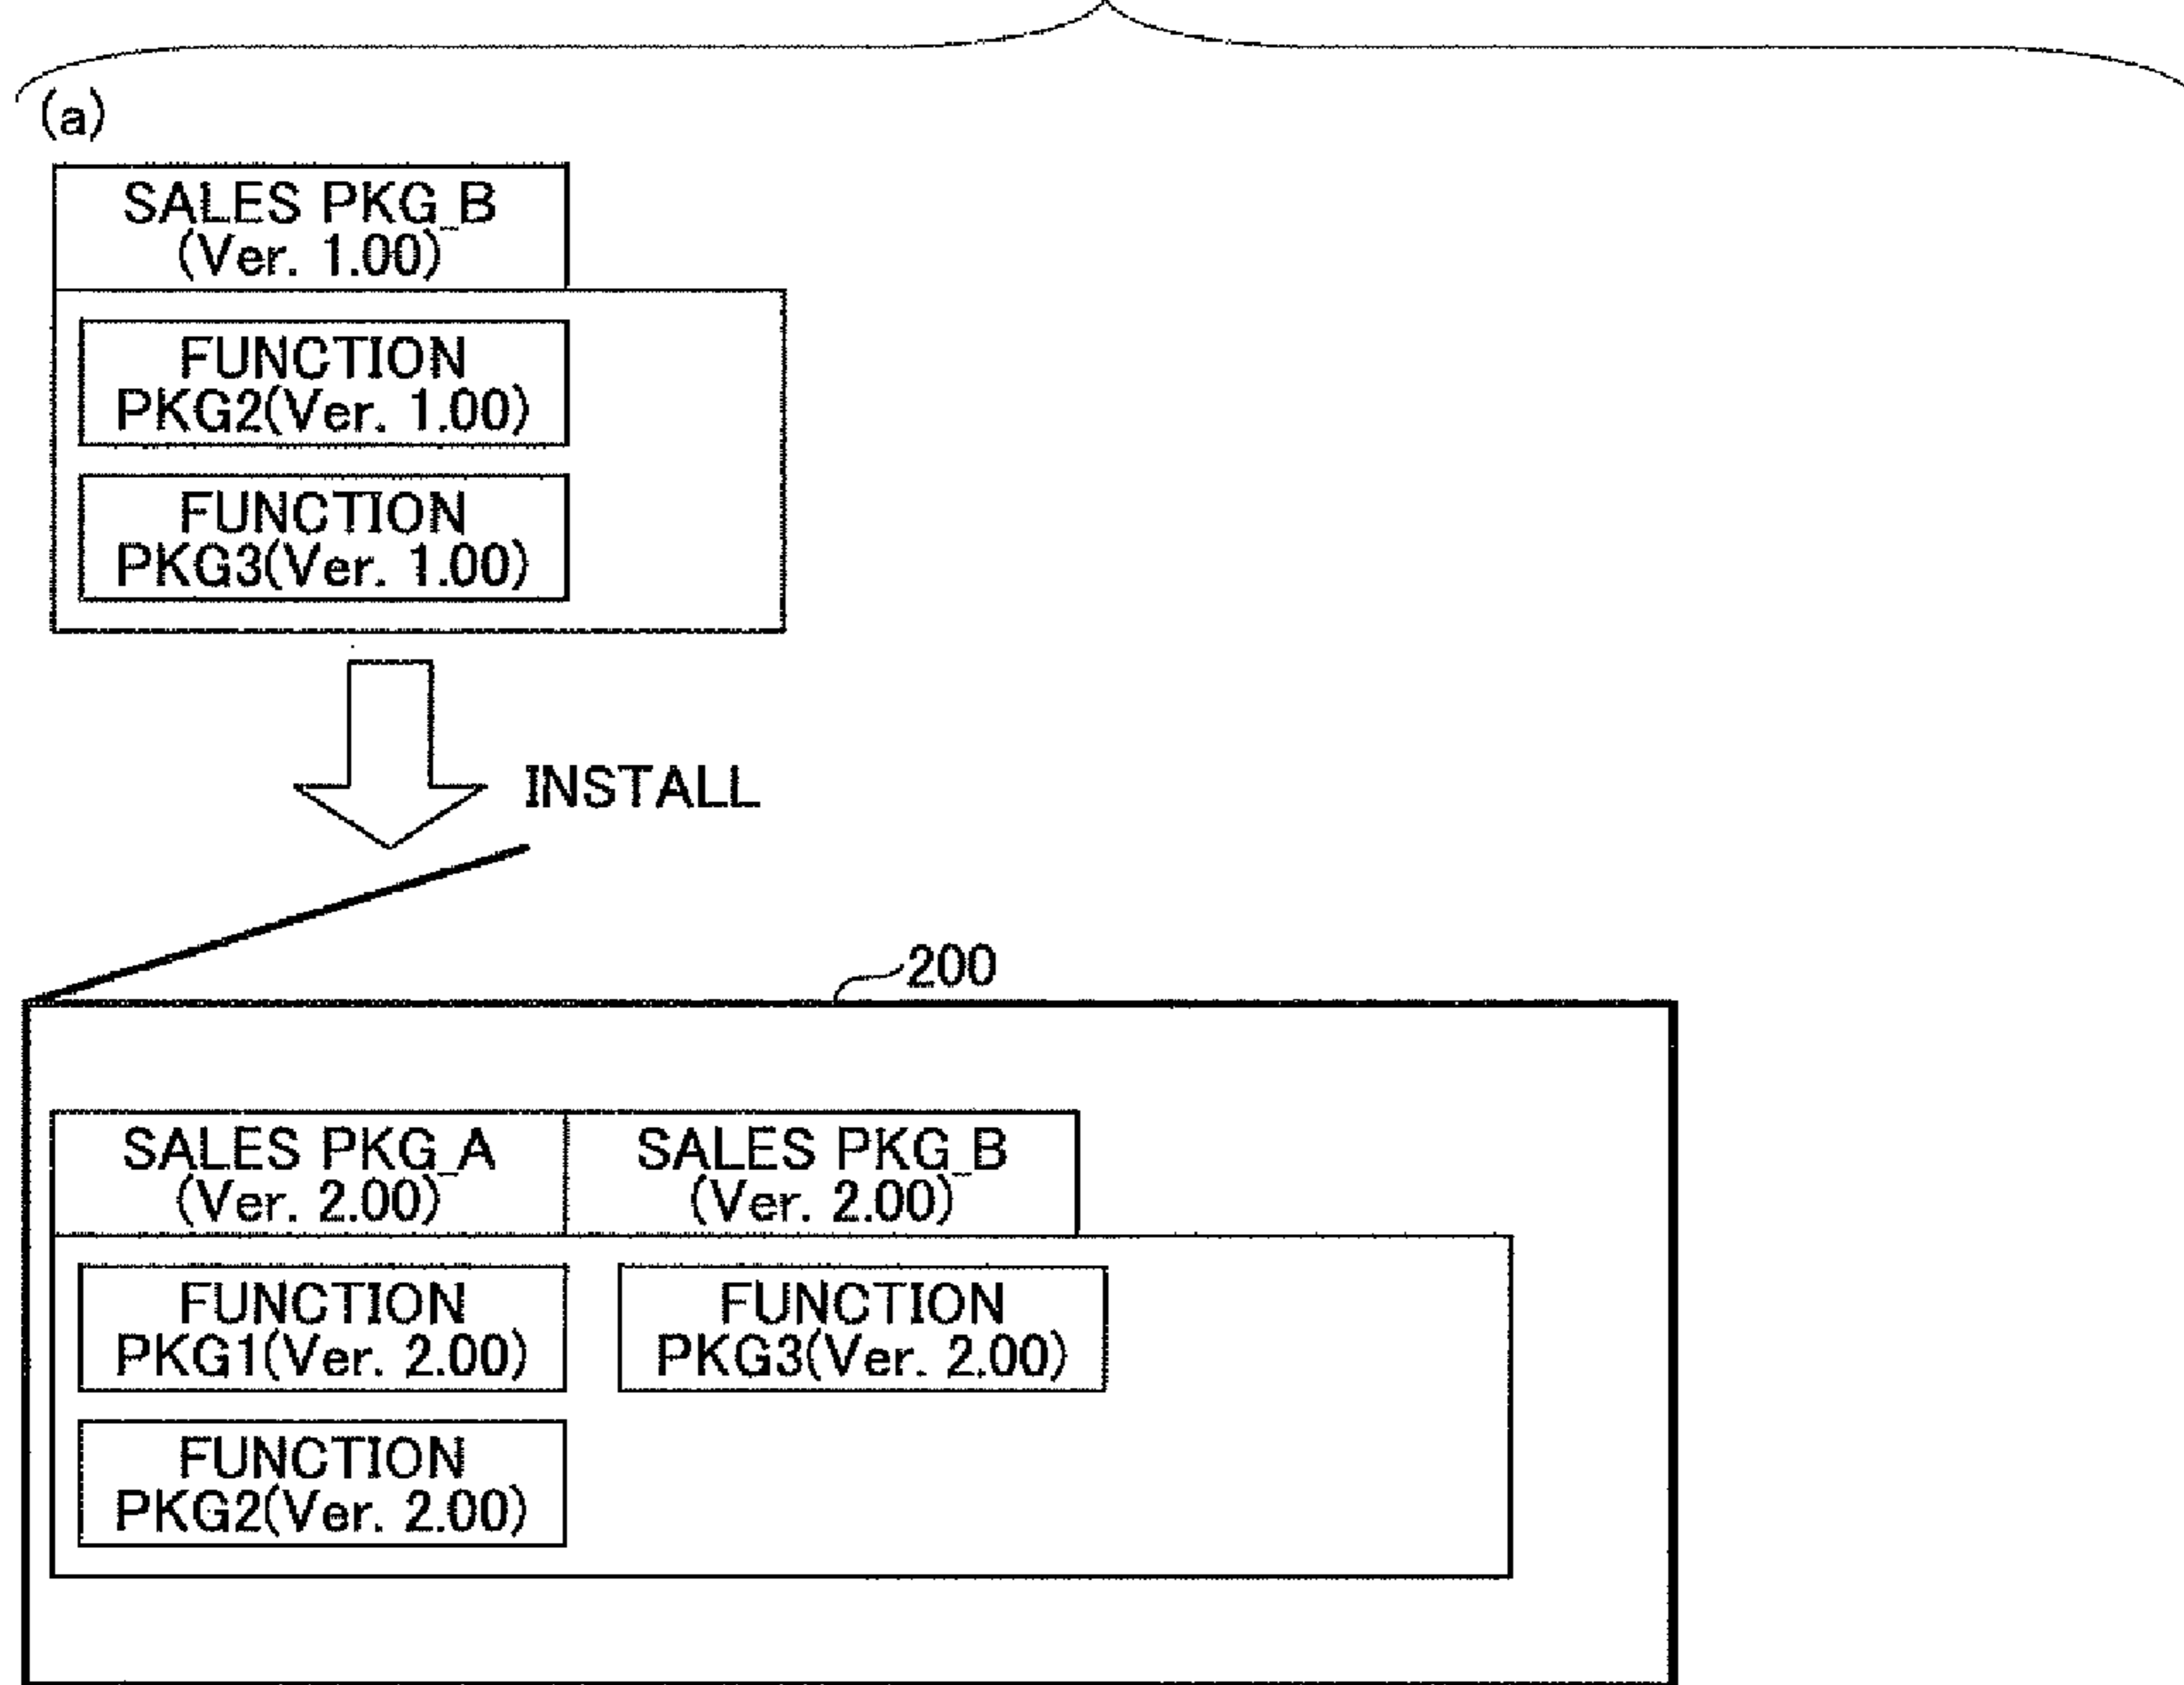 (a)
SALES PKG_B
(Ver. 1.00)
FUNCTION
PKG2(Ver. 1.00)
FUNCTION
PKG3(Ver. 1.00)
INSTALL
200
SALES PKG_A
(Ver. 2.00)
SALES PKG_B
(Ver. 2.00)
FUNCTION
PKG1(Ver. 2.00)
FUNCTION
PKG3(Ver. 2.00)
FUNCTION
PKG2(Ver. 2.00)